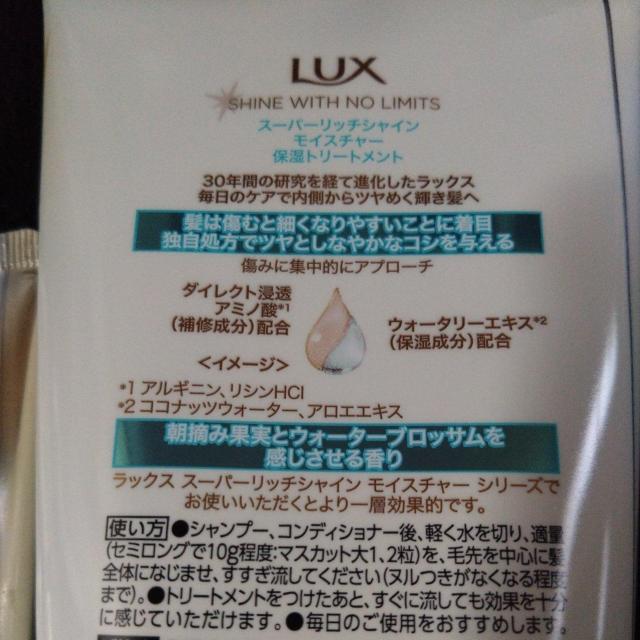 LUX
SHINE WITH NO LIMITS
スーパーリッチシャイン
モイスチャー
保湿トリートメント
30年間の研究を経て進化したラックス
毎日のケアで内側からツヤめく輝き髪へ
髪は傷むと細くなりやすいことに着目
独自処方でツヤとしなやかなコシを与える
傷みに集中的にアプローチ
ダイレクト浸透
アミノ酸*1
(補修成分)配合
ウォータリーエキス*2
(保湿成分)配合
<イメージ>
*1 アルギニン、リシンHCl
*2 ココナッツウォーター、アロエエキス
朝摘み果実とウォーターブロッサムを
感じさせる香り
ラックス スーパーリッチシャイン モイスチャー シリーズで
お使いいただくとより一層効果的です。
使い方 ●シャンプー、コンディショナー後、軽く水を切り、適量
(セミロングで10g程度:マスカット大1、2粒)を、毛先を中心に髪
全体になじませ、すすぎ流してください(ヌルつきがなくなる程度
まで)。●トリートメントをつけたあと、すぐに流しても効果を十分
に感じていただけます。●毎日のご使用をおすすめします。